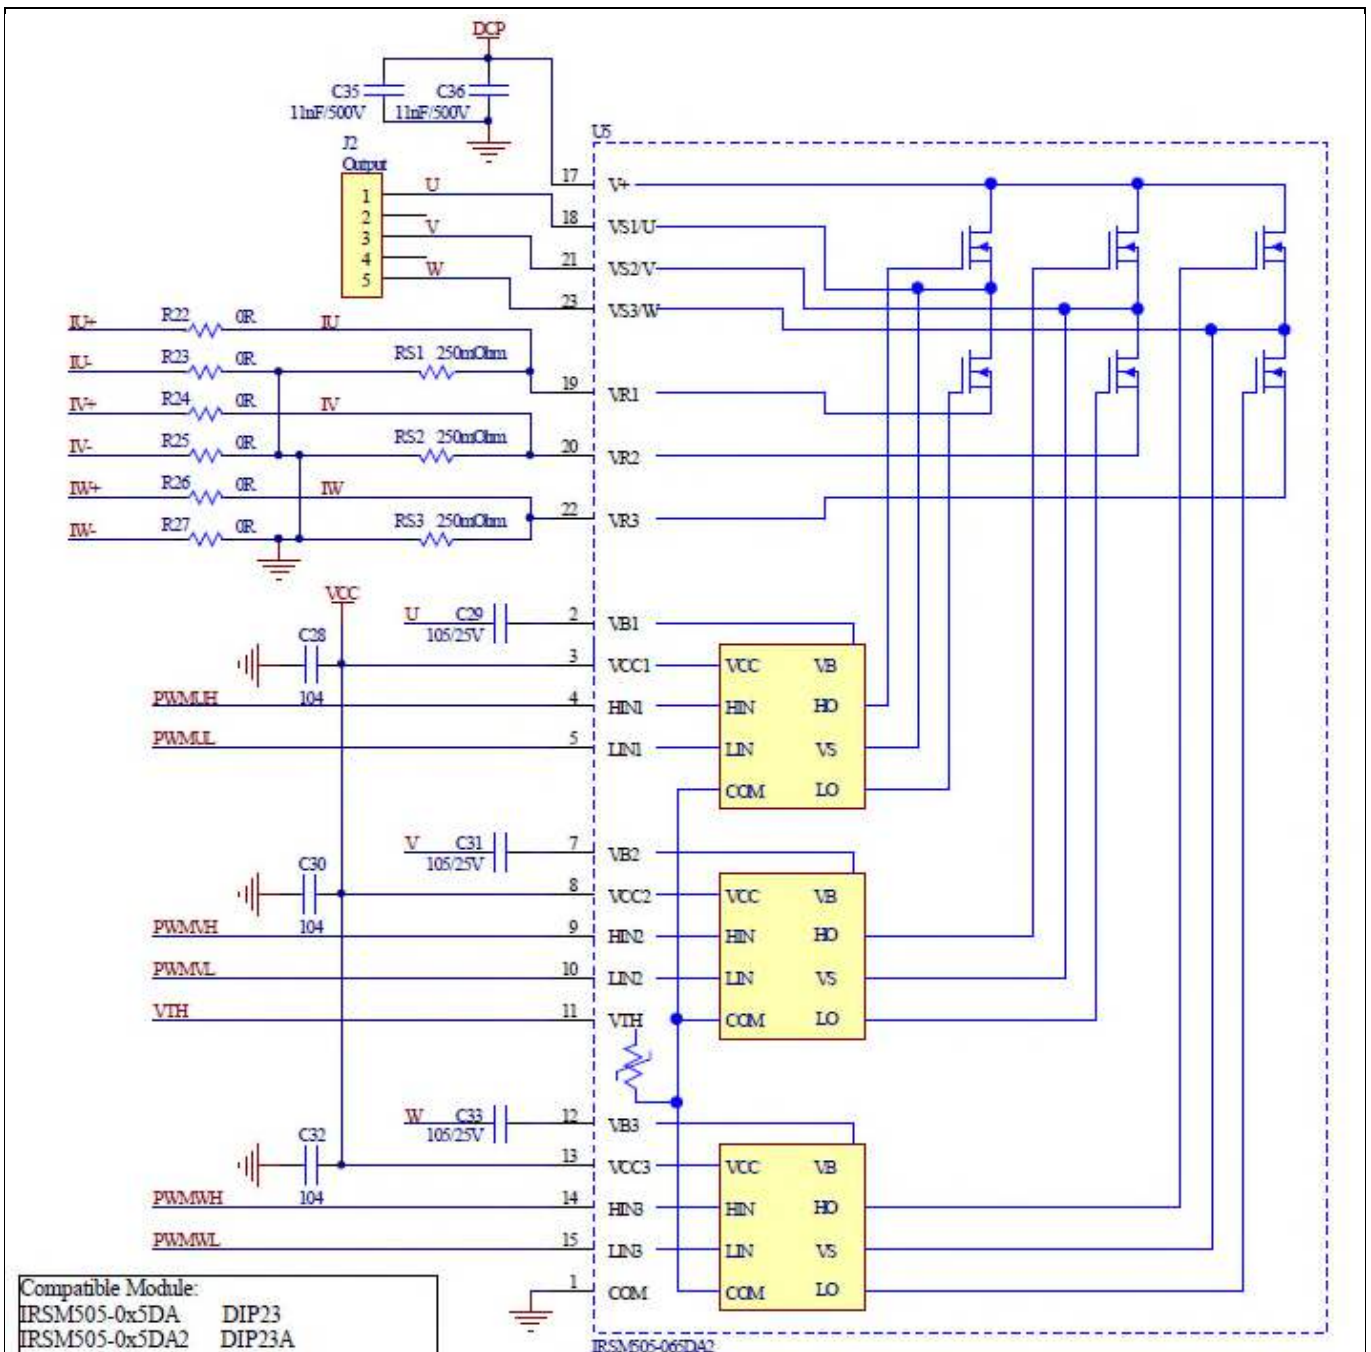 DCP
C35
11nF/500V
C36
11nF/500V
J2
Output
1
2
3
4
5
U
V
W
U5
17 V+
18 VS1/U
21 VS2/V
23 VS3/W
IU+ R22 0R IU
IU- R23 0R RS1 250mOhm
19 VR1
IV+ R24 0R IV
IV- R25 0R RS2 250mOhm 20 VR2
IW+ R26 0R IW
22 VR3
IW- R27 0R RS3 250mOhm
VCC
U C29 2 VB1
105/25V
C28
104
3 VCC1 VCC VB
PWMUH 4 HIN1 HIN HO
PWMUL 5 LIN1 LIN VS
COM LO
V C31 7 VB2
105/25V
C30
104
8 VCC2 VCC VB
PWMVH 9 HIN2 HIN HO
PWMVL 10 LIN2 LIN VS
VTH 11 VTH COM LO
W C33 12 VB3
105/25V
C32
104
13 VCC3 VCC VB
PWMWH 14 HIN3 HIN HO
PWMWL 15 LIN3 LIN VS
1 COM COM LO
Compatible Module:
IRSM505-0x5DA DIP23
IRSM505-0x5DA2 DIP23A
IRSM505-065DA2